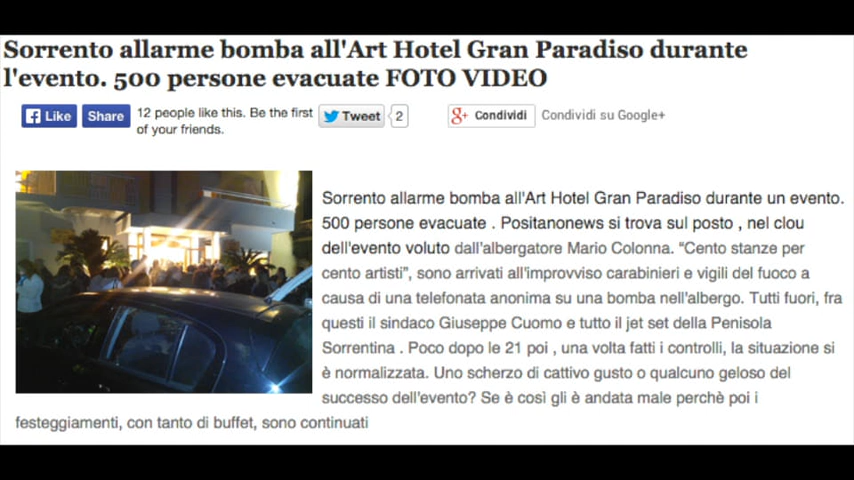 Sorrento allarme bomba all'Art Hotel Gran Paradiso durante
l'evento. 500 persone evacuate FOTO VIDEO
Like Share 12 people like this. Be the first Tweet 2 Condividi Condividi su Google+
of your friends.
Sorrento allarme bomba all'Art Hotel Gran Paradiso durante un evento.
500 persone evacuate . Positanonews si trova sul posto , nel clou
dell'evento voluto dall'albergatore Mario Colonna. “Cento stanze per
cento artisti”, sono arrivati all'improvviso carabinieri e vigili del fuoco a
causa di una telefonata anonima su una bomba nell'albergo. Tutti fuori, fra
questi il sindaco Giuseppe Cuomo e tutto il jet set della Penisola
Sorrentina . Poco dopo le 21 poi , una volta fatti i controlli, la situazione si
è normalizzata. Uno scherzo di cattivo gusto o qualcuno geloso del
successo dell'evento? Se è così gli è andata male perchè poi i
festeggiamenti, con tanto di buffet, sono continuati